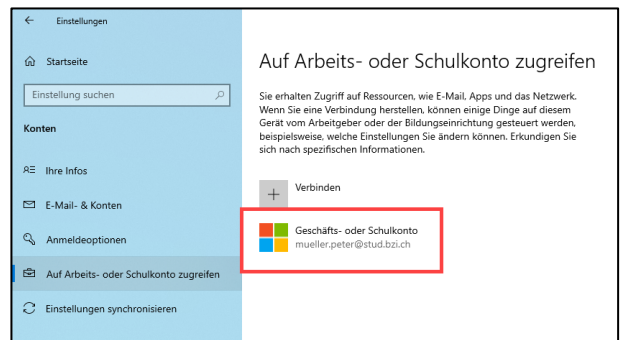 Einstellungen
Startseite
Einstellung suchen
Konten
Ihre Infos
E-Mail- & Konten
Anmeldeoptionen
Auf Arbeits- oder Schulkonto zugreifen
Einstellungen synchronisieren
Auf Arbeits- oder Schulkonto zugreifen
Sie erhalten Zugriff auf Ressourcen, wie E-Mail, Apps und das Netzwerk.
Wenn Sie eine Verbindung herstellen, können einige Dinge auf diesem
Gerät vom Arbeitgeber oder der Bildungseinrichtung gesteuert werden,
beispielsweise, welche Einstellungen Sie ändern können. Erkundigen Sie
sich nach spezifischen Informationen.
Verbinden
Geschäfts- oder Schulkonto
mueller.peter@stud.bzi.ch